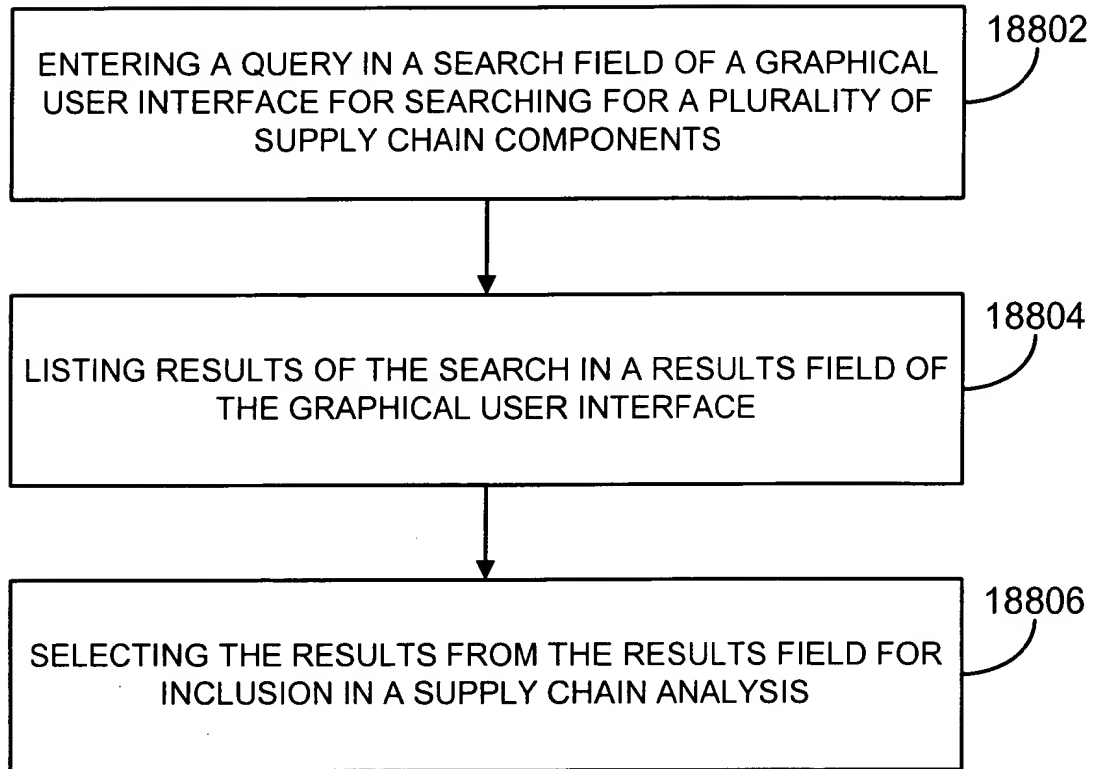 18802
ENTERING A QUERY IN A SEARCH FIELD OF A GRAPHICAL
USER INTERFACE FOR SEARCHING FOR A PLURALITY OF
SUPPLY CHAIN COMPONENTS
18804
LISTING RESULTS OF THE SEARCH IN A RESULTS FIELD OF
THE GRAPHICAL USER INTERFACE
18806
SELECTING THE RESULTS FROM THE RESULTS FIELD FOR
INCLUSION IN A SUPPLY CHAIN ANALYSIS